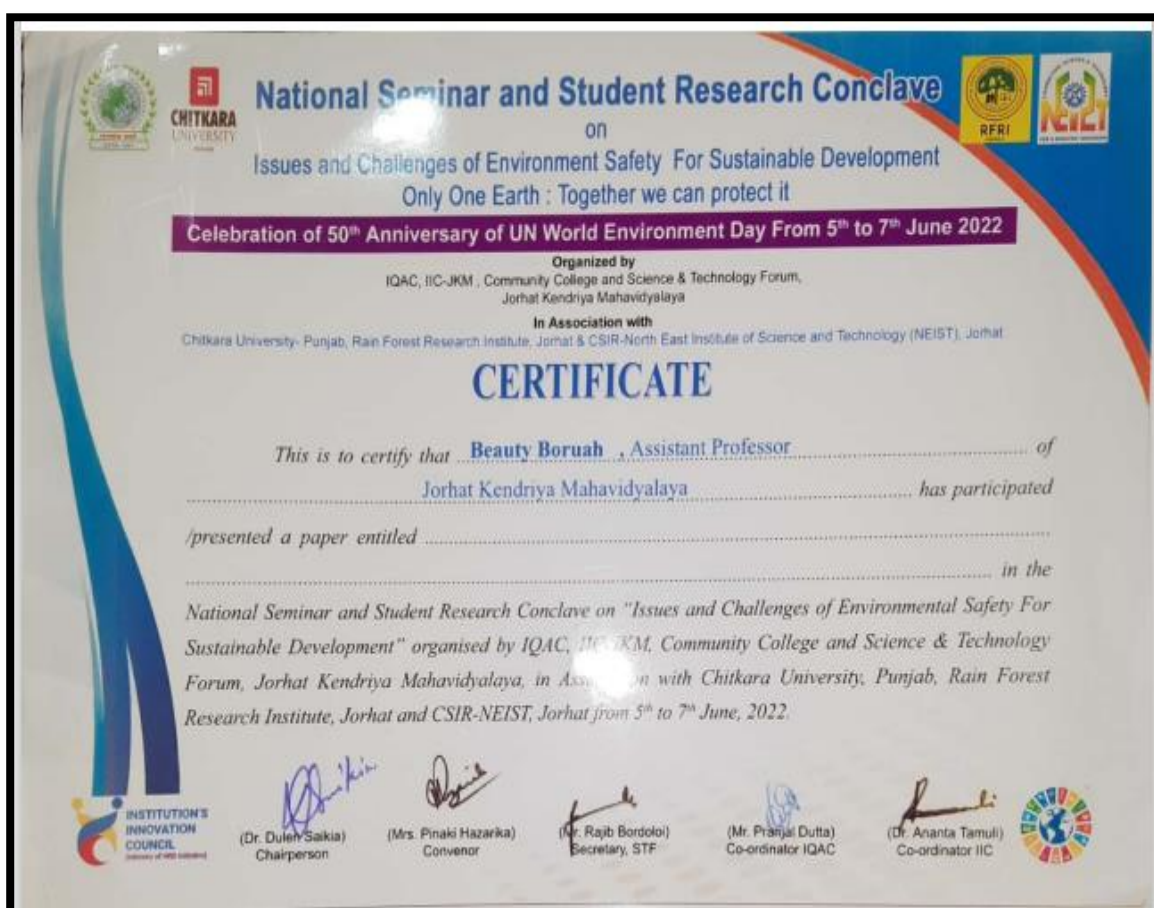 CHITKARA
UNIVERSITY
RFRI
NEIST
National Seminar and Student Research Conclave
on
Issues and Challenges of Environment Safety For Sustainable Development
Only One Earth : Together we can protect it
Celebration of 50th Anniversary of UN World Environment Day From 5th to 7th June 2022
Organized by
IQAC, IIC-JKM , Community College and Science & Technology Forum,
Jorhat Kendriya Mahavidyalaya
In Association with
Chitkara University- Punjab, Rain Forest Research Institute, Jorhat & CSIR-North East Institute of Science and Technology (NEIST), Jorhat
CERTIFICATE
This is to certify that Beauty Boruah , Assistant Professor of
Jorhat Kendriya Mahavidyalaya has participated
/presented a paper entitled
in the
National Seminar and Student Research Conclave on "Issues and Challenges of Environmental Safety For
Sustainable Development" organised by IQAC, IIC-JKM, Community College and Science & Technology
Forum, Jorhat Kendriya Mahavidyalaya, in Association with Chitkara University, Punjab, Rain Forest
Research Institute, Jorhat and CSIR-NEIST, Jorhat from 5th to 7th June, 2022.
INSTITUTION'S
INNOVATION
COUNCIL
(Dr. Dulen Saikia)
Chairperson
(Mrs. Pinaki Hazarika)
Convenor
(Mr. Rajib Bordoloi)
Secretary, STF
(Mr. Pranjal Dutta)
Co-ordinator IQAC
(Dr. Ananta Tamuli)
Co-ordinator IIC